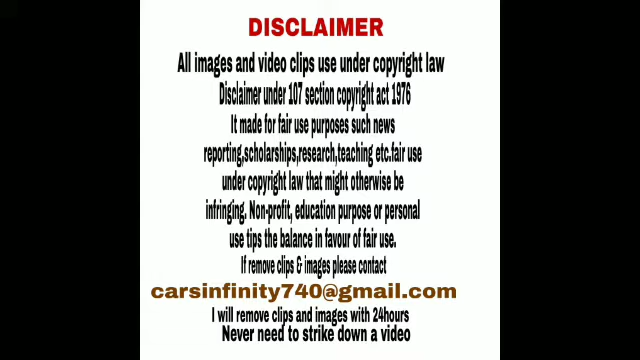 DISCLAIMER
All images and video clips use under copyright law
Disclaimer under 107 section copyright act 1976
It made for fair use purposes such news
reporting,scholarships,research,teaching etc.fair use
under copyright law that might otherwise be
infringing. Non-profit, education purpose or personal
use tips the balance in favour of fair use.
If remove clips & images please contact
carsinfinity740@gmail.com
I will remove clips and images with 24hours
Never need to strike down a video